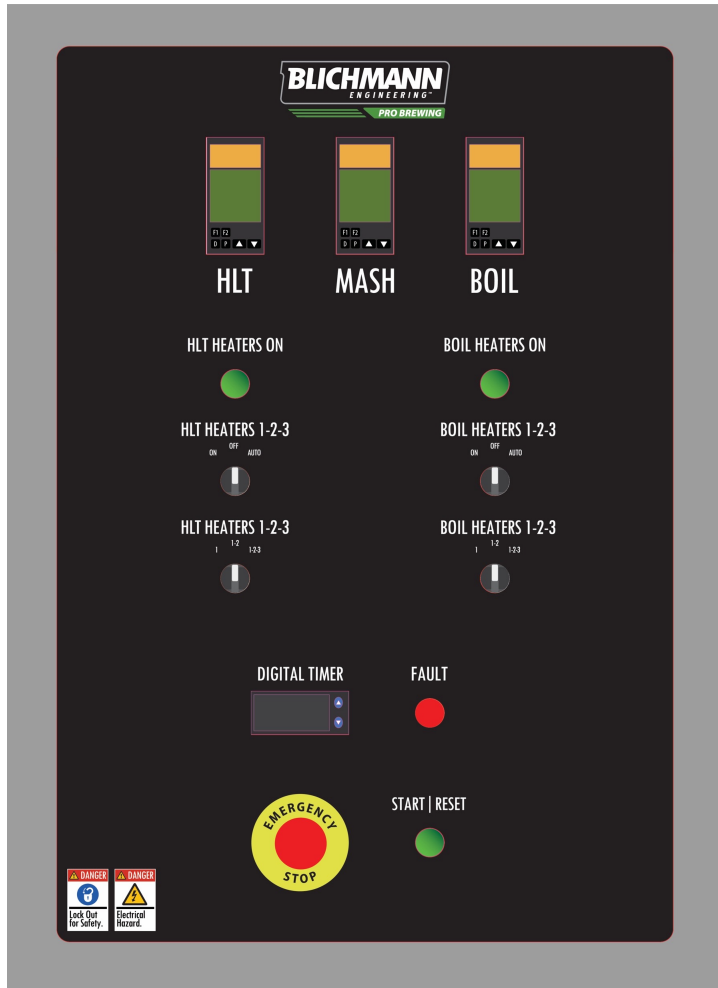 BLICHMANN
ENGINEERING™
PRO BREWING
F1 F2
D P
F1 F2
D P
F1 F2
D P
HLT
MASH
BOIL
HLT HEATERS ON
BOIL HEATERS ON
HLT HEATERS 1-2-3
ON OFF AUTO
BOIL HEATERS 1-2-3
ON OFF AUTO
HLT HEATERS 1-2-3
1 1-2 1-2-3
BOIL HEATERS 1-2-3
1 1-2 1-2-3
DIGITAL TIMER
FAULT
EMERGENCY
STOP
START | RESET
DANGER
Lock Out
for Safety.
DANGER
Electrical
Hazard.